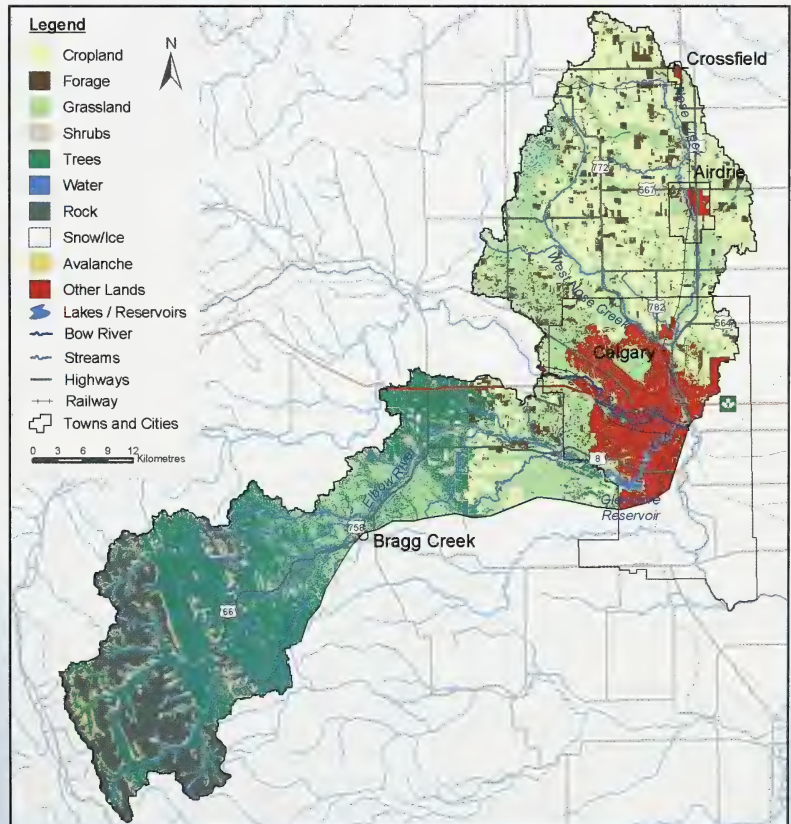 Legend
Cropland
Forage
Grassland
Shrubs
Trees
Water
Rock
Snow/Ice
Avalanche
Other Lands
Lakes / Reservoirs
Bow River
Streams
Highways
Railway
Towns and Cities
0 3 6 9 12
Kilometres
N
Crossfield
Nose Creek
772
Airdrie
567
West Nose Creek
782
564
Calgary
8
Elbow River
Glenmore
Reservoir
758
Bragg Creek
66